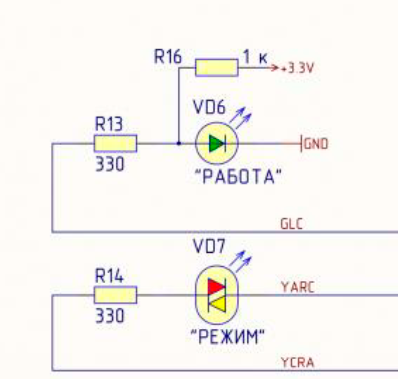 R16 1 к +3.3V
VD6
R13
GND
330
"РАБОТА"
GLC
VD7
R14
YARC
330
"РЕЖИМ"
YCRA